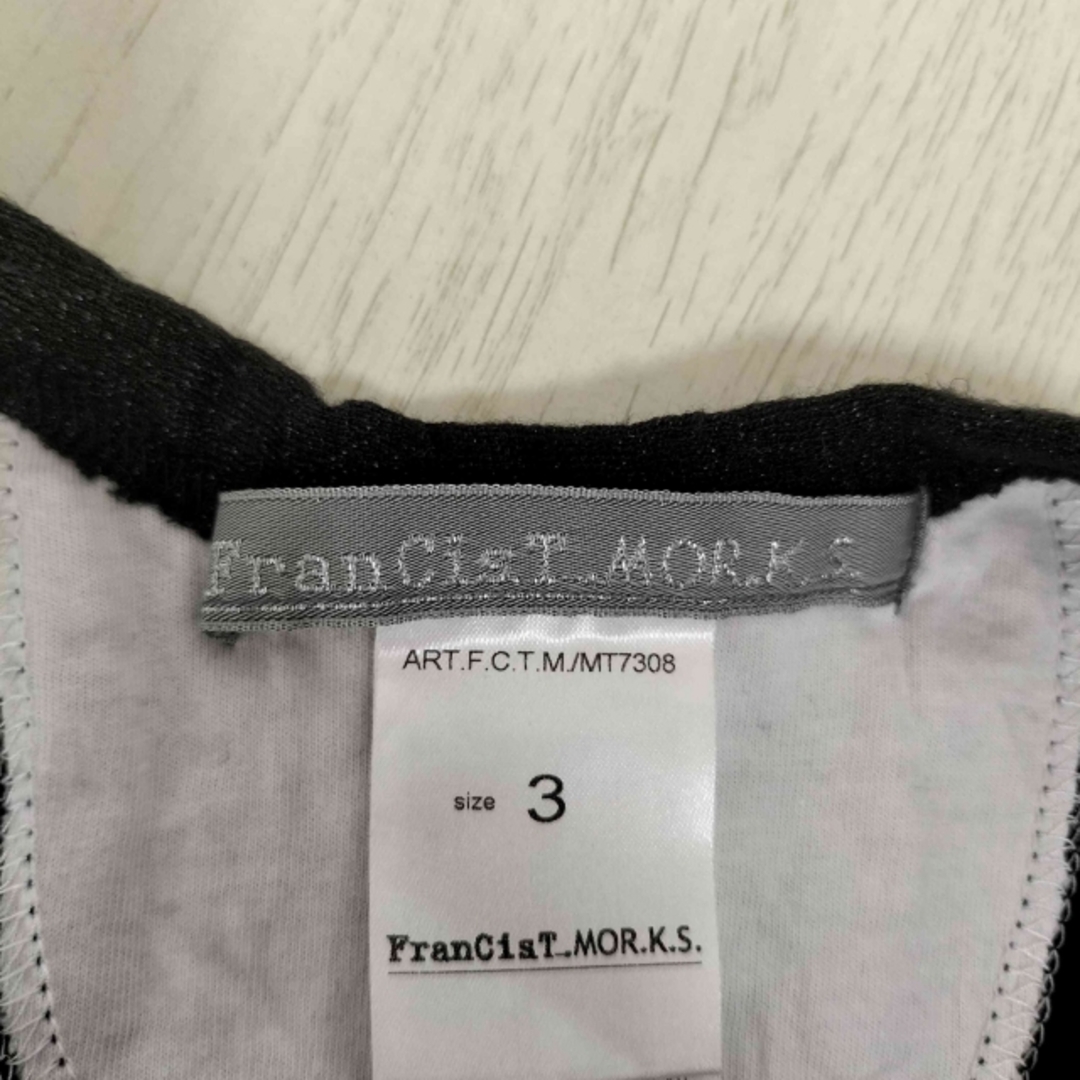 FranCisT_MOR.K.S.
ART.F.C.T.M./MT7308
size 3
FranCisT_MOR.K.S.